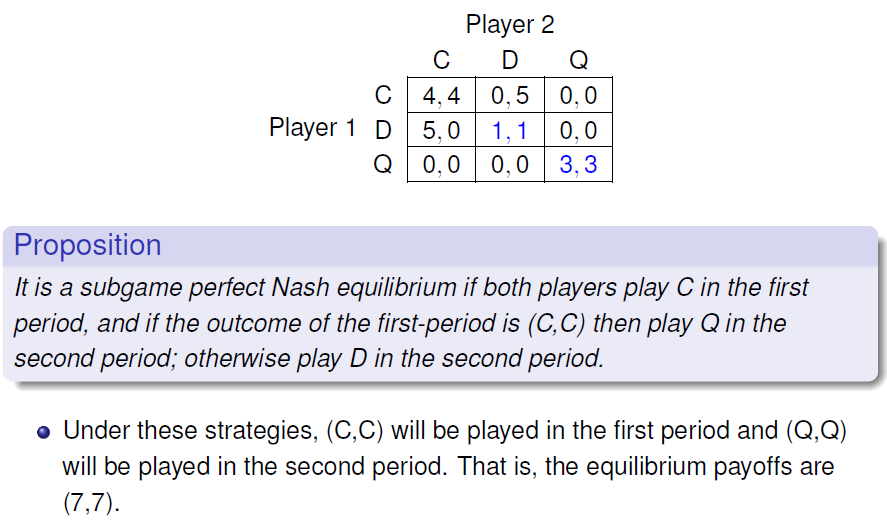 Player 2
C D Q
C 4, 4 0, 5 0, 0
Player 1 D 5, 0 1, 1 0, 0
Q 0, 0 0, 0 3, 3
Proposition
It is a subgame perfect Nash equilibrium if both players play C in the first
period, and if the outcome of the first-period is (C,C) then play Q in the
second period; otherwise play D in the second period.
Under these strategies, (C,C) will be played in the first period and (Q,Q)
will be played in the second period. That is, the equilibrium payoffs are
(7,7).